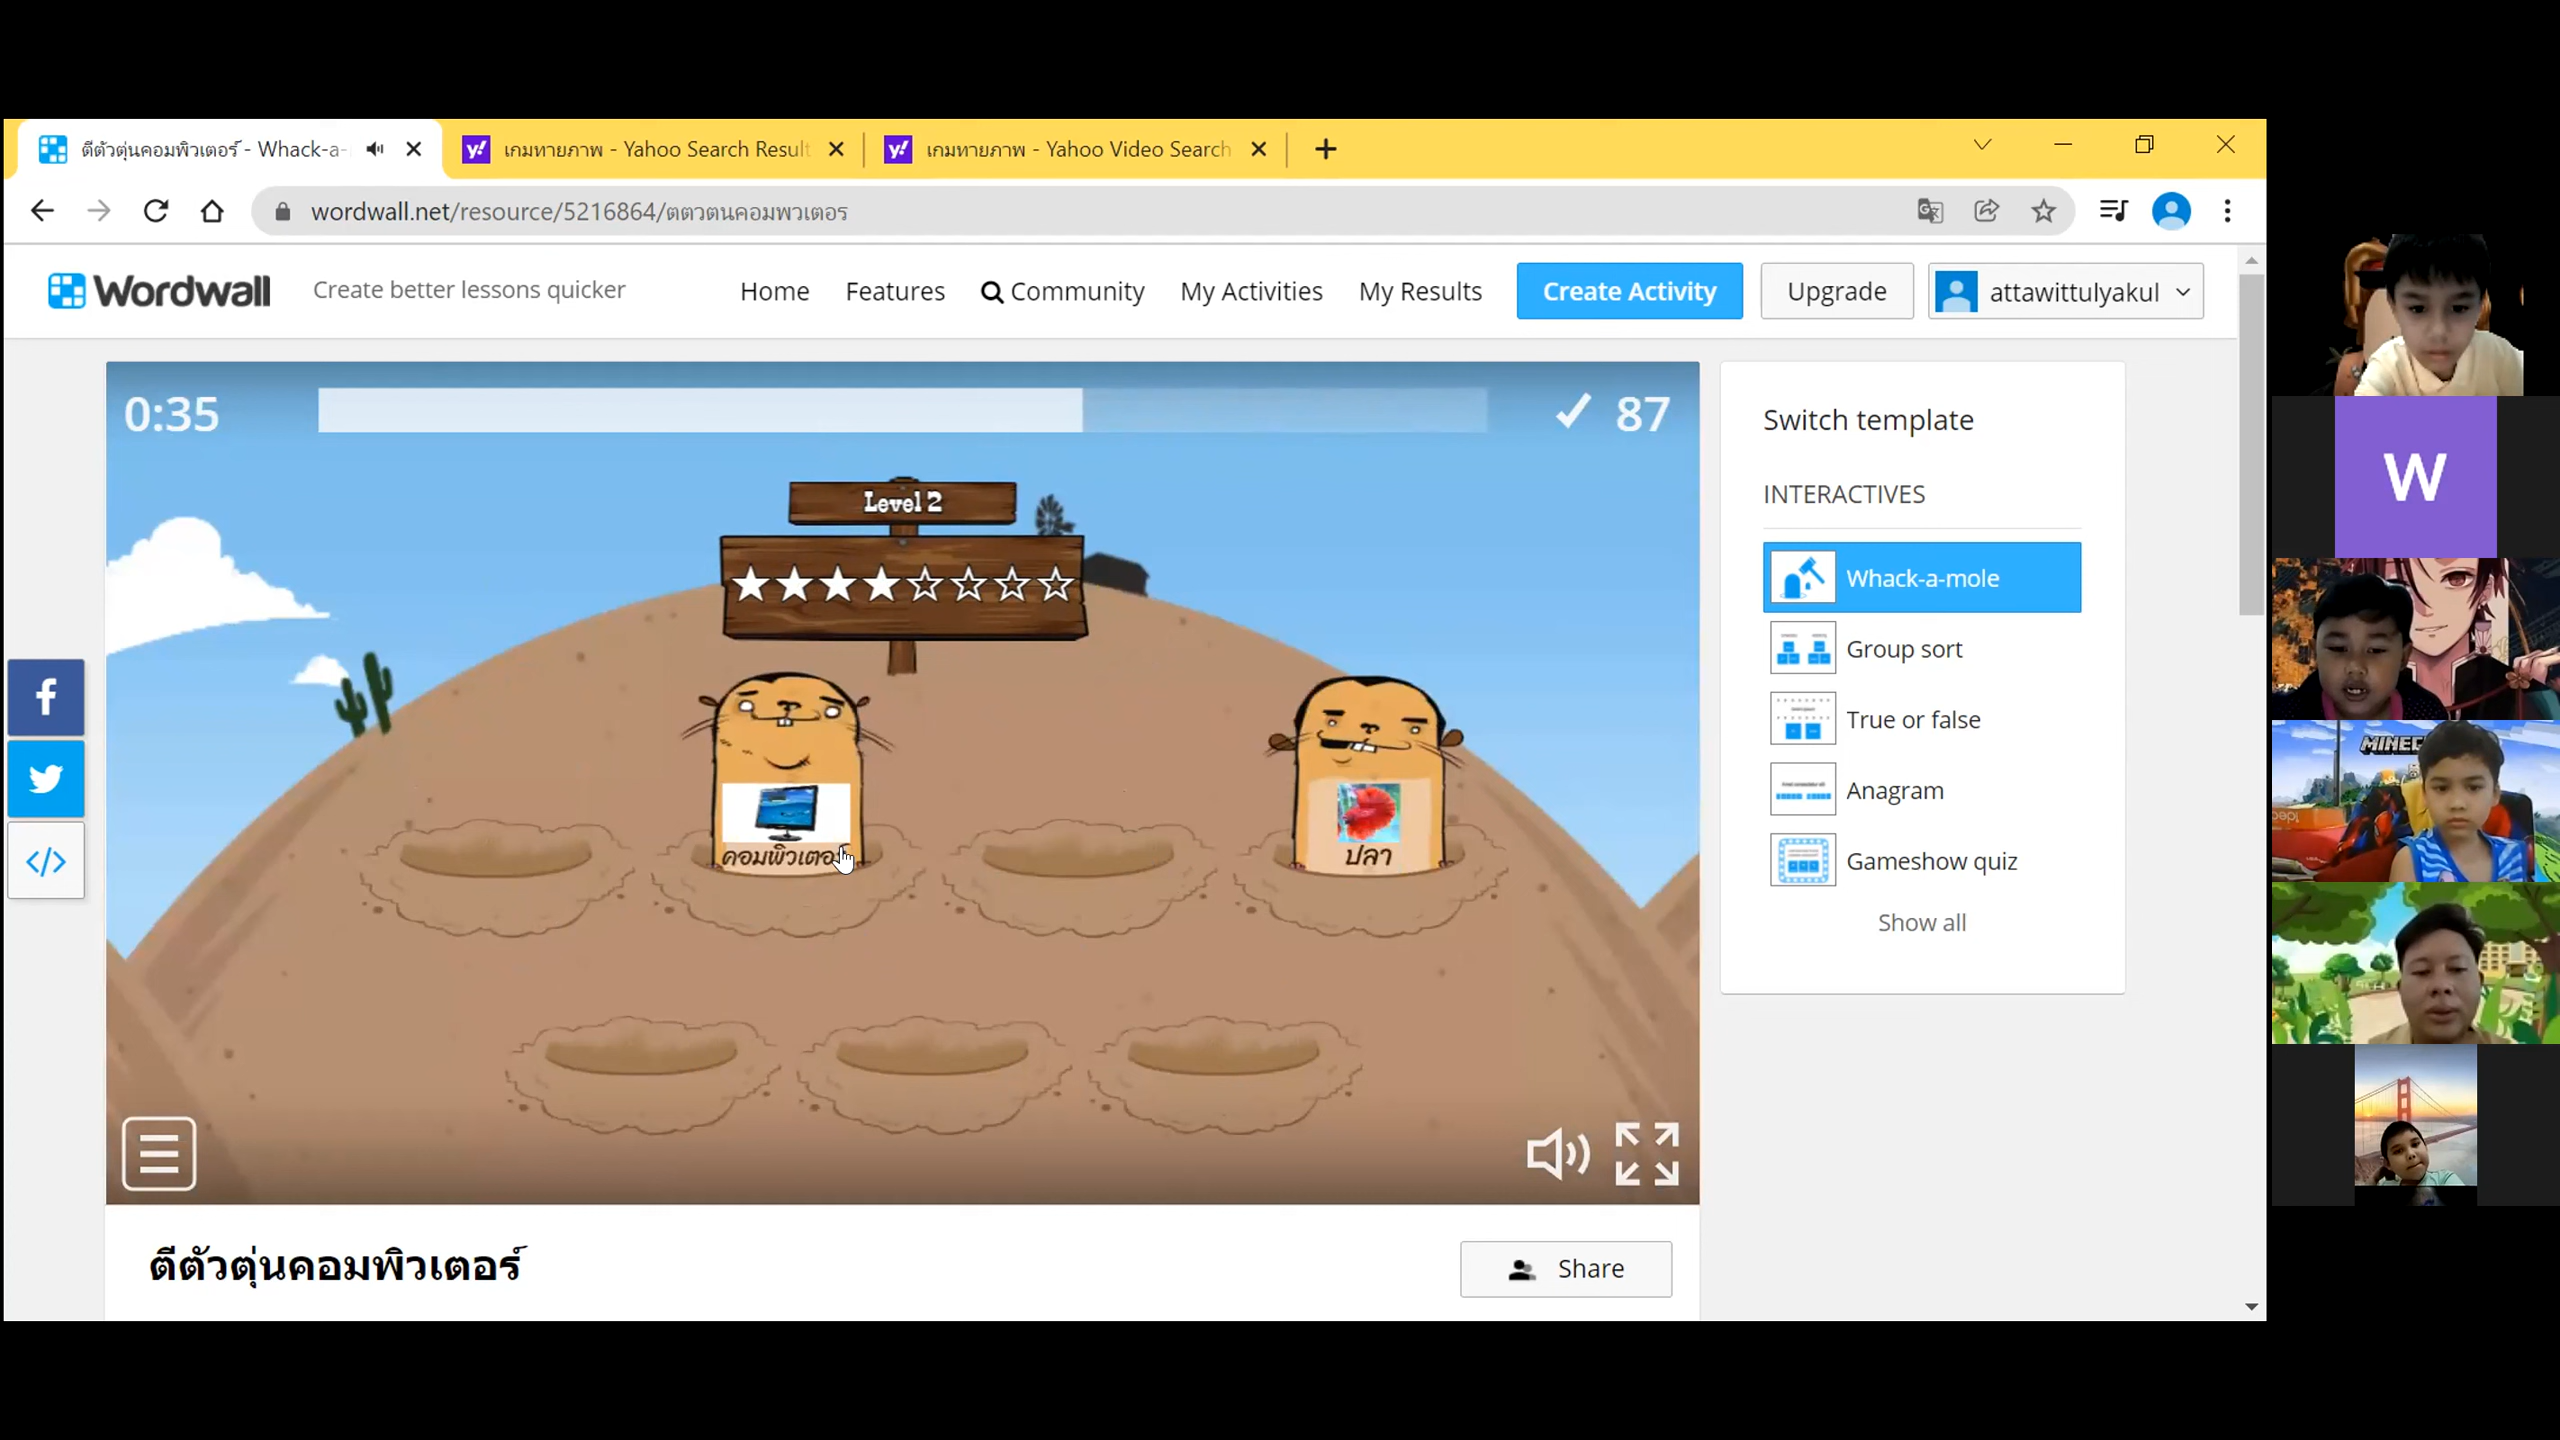 ตีตัวตุ่นคอมพิวเตอร์ - Whack-a-
เกมทายภาพ - Yahoo Search Result
เกมทายภาพ - Yahoo Video Search
wordwall.net/resource/5216864/ตตวตนคอมพวเตอร
Wordwall
Create better lessons quicker
Home
Features
Community
My Activities
My Results
Create Activity
Upgrade
attawittulyakul
0:35
87
Level 2
คอมพิวเตอ
ปลา
Switch template
INTERACTIVES
Whack-a-mole
Group sort
True or false
Anagram
Gameshow quiz
Show all
ตีตัวตุ่นคอมพิวเตอร์
Share
W
MINEC